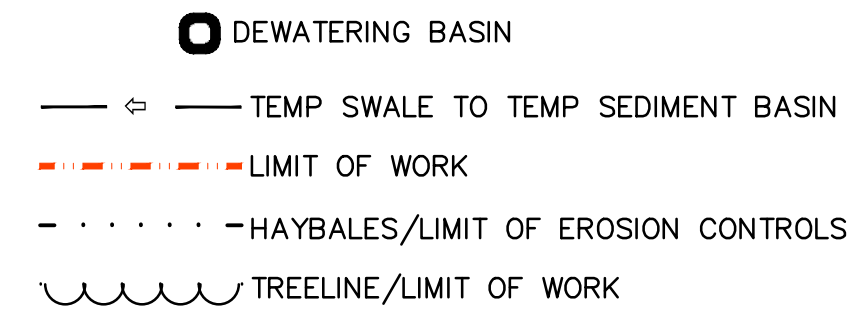 DEWATERING BASIN
TEMP SWALE TO TEMP SEDIMENT BASIN
LIMIT OF WORK
HAYBALES/LIMIT OF EROSION CONTROLS
TREELINE/LIMIT OF WORK